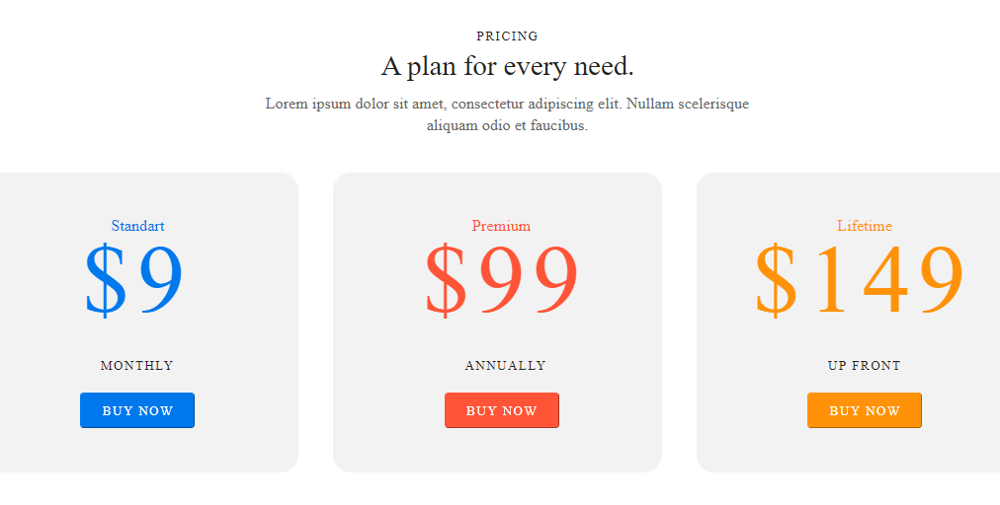 PRICING
A plan for every need.
Lorem ipsum dolor sit amet, consectetur adipiscing elit. Nullam scelerisque
aliquam odio et faucibus.
Standart
$9
MONTHLY
BUY NOW
Premium
$99
ANNUALLY
BUY NOW
Lifetime
$149
UP FRONT
BUY NOW